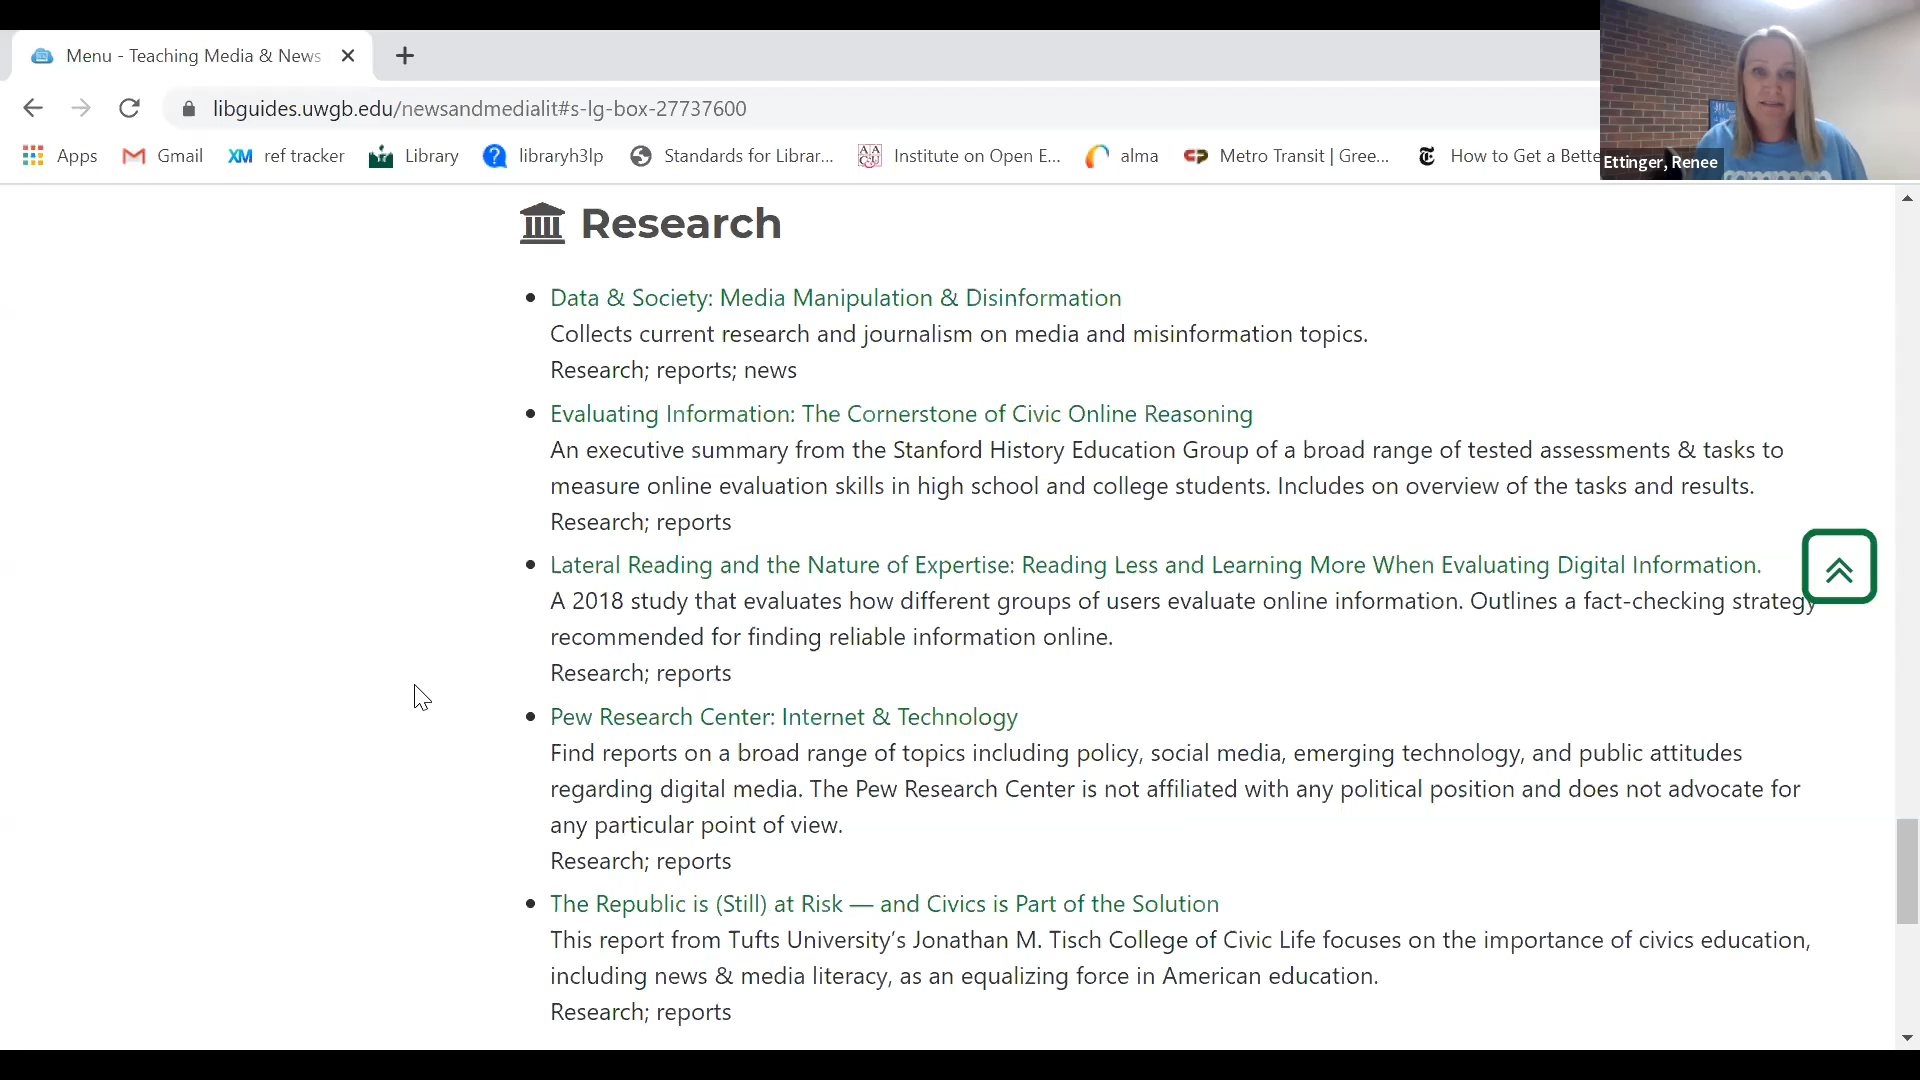 Menu - Teaching Media & News
libguides.uwgb.edu/newsandmedialit#s-lg-box-27737600
Apps Gmail XM ref tracker Library ? libraryh3lp Standards for Librar... Institute on Open E... alma Metro Transit | Gree... How to Get a Bette
Ettinger, Renee
Research
Data & Society: Media Manipulation & Disinformation
Collects current research and journalism on media and misinformation topics.
Research; reports; news
Evaluating Information: The Cornerstone of Civic Online Reasoning
An executive summary from the Stanford History Education Group of a broad range of tested assessments & tasks to
measure online evaluation skills in high school and college students. Includes on overview of the tasks and results.
Research; reports
Lateral Reading and the Nature of Expertise: Reading Less and Learning More When Evaluating Digital Information.
A 2018 study that evaluates how different groups of users evaluate online information. Outlines a fact-checking strategy
recommended for finding reliable information online.
Research; reports
Pew Research Center: Internet & Technology
Find reports on a broad range of topics including policy, social media, emerging technology, and public attitudes
regarding digital media. The Pew Research Center is not affiliated with any political position and does not advocate for
any particular point of view.
Research; reports
The Republic is (Still) at Risk — and Civics is Part of the Solution
This report from Tufts University’s Jonathan M. Tisch College of Civic Life focuses on the importance of civics education,
including news & media literacy, as an equalizing force in American education.
Research; reports